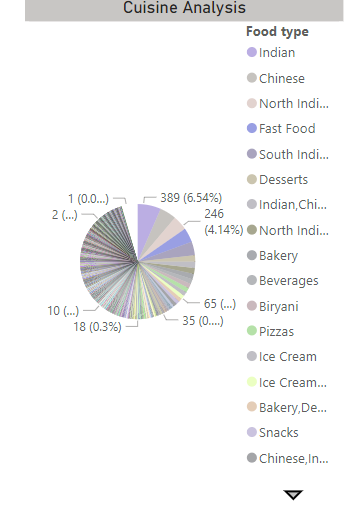 Cuisine Analysis
Food type
Indian
Chinese
North Indi...
Fast Food
South Indi...
Desserts
Indian,Chi...
North Indi...
Bakery
Beverages
Biryani
Pizzas
Ice Cream
Ice Cream...
Bakery,De...
Snacks
Chinese,In...
1 (0.0...)
2 (...)
10 (...)
18 (0.3%)
389 (6.54%)
246
(4.14%)
65 (...)
35 (0....)